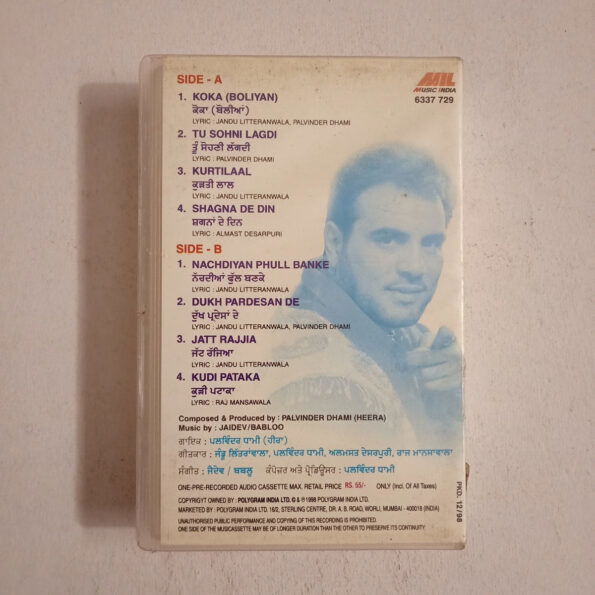 SIDE - A
MIL
MUSIC INDIA
6337 729
1. KOKA (BOLIYAN)
ਕੋਕਾ (ਬੋਲੀਆਂ)
LYRIC : JANDU LITTERANWALA, PALVINDER DHAMI
2. TU SOHNI LAGDI
ਤੂੰ ਸੋਹਣੀ ਲੱਗਦੀ
LYRIC : PALVINDER DHAMI
3. KURTILAAL
ਕੁੜਤੀ ਲਾਲ
LYRIC : JANDU LITTERANWALA
4. SHAGNA DE DIN
ਸ਼ਗਨਾਂ ਦੇ ਦਿਨ
LYRIC : ALMAST DESARPURI
SIDE - B
1. NACHDIYAN PHULL BANKE
ਨੱਚਦੀਆਂ ਫੁੱਲ ਬਣਕੇ
LYRIC : JANDU LITTERANWALA
2. DUKH PARDESAN DE
ਦੁੱਖ ਪ੍ਰਦੇਸਾਂ ਦੇ
LYRIC : JANDU LITTERANWALA, PALVINDER DHAMI
3. JATT RAJJIA
ਜੱਟ ਰੱਜਿਆ
LYRIC : JANDU LITTERANWALA
4. KUDI PATAKA
ਕੁੜੀ ਪਟਾਕਾ
LYRIC : RAJ MANSAWALA
Composed & Produced by : PALVINDER DHAMI (HEERA)
Music by : JAIDEV/BABLOO
ਗਾਇਕ : ਪਲਵਿੰਦਰ ਧਾਮੀ (ਹੀਰਾ)
ਗੀਤਕਾਰ : ਜੰਡੂ ਲਿੱਤਰਾਂਵਾਲਾ, ਪਲਵਿੰਦਰ ਧਾਮੀ, ਅਲਮਸਤ ਦੇਸਰਪੁਰੀ, ਰਾਜ ਮਾਨਸਾਵਾਲਾ
ਸੰਗੀਤ : ਜੈਦੇਵ / ਬਬਲੂ ਕੰਪੋਜ਼ਰ ਅਤੇ ਪ੍ਰੋਡਿਊਸਰ : ਪਲਵਿੰਦਰ ਧਾਮੀ
ONE-PRE-RECORDED AUDIO CASSETTE MAX. RETAIL PRICE RS. 55/- ONLY (Incl. Of All Taxes)
COPYRIGYT OWNED BY : POLYGRAM INDIA LTD. © & ℗ 1998 POLYGRAM INDIA LTD.
MARKETED BY : POLYGRAM INDIA LTD. 16/2, STERLING CENTRE, DR. A. B. ROAD, WORLI, MUMBAI - 400018 (INDIA)
UNAUTHORISED PUBLIC PERFORMANCE AND COPYING OF THIS RECORDING IS PROHIBITED.
ONE SIDE OF THE MUSICASSETTE MAY BE OF LONGER DURATION THAN THE OTHER TO PRESERVE ITS CONTINUITY.
PKD. 12/98